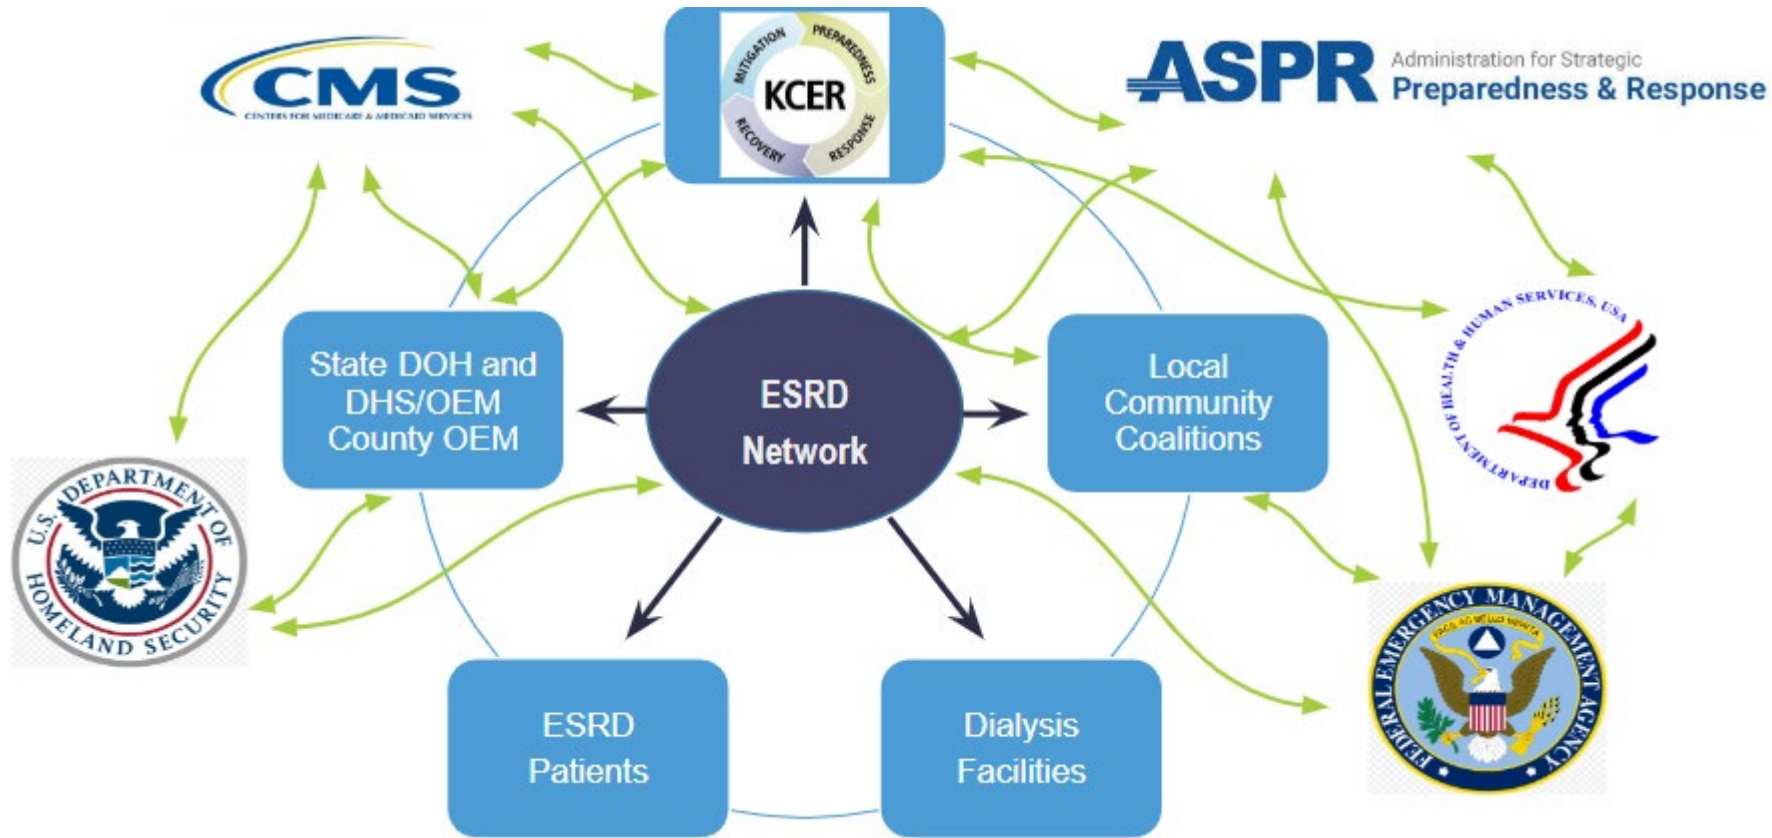 CMS
CENTERS FOR MEDICARE & MEDICAID SERVICES
MITIGATION
PREPAREDNESS
KCER
RECOVERY
RESPONSE
ASPR
Administration for Strategic
Preparedness & Response
State DOH and
DHS/OEM
County OEM
ESRD
Network
Local
Community
Coalitions
DEPARTMENT OF HEALTH & HUMAN SERVICES, USA
U.S. DEPARTMENT OF
HOMELAND SECURITY
ESRD
Patients
Dialysis
Facilities
FEDERAL EMERGENCY MANAGEMENT AGENCY